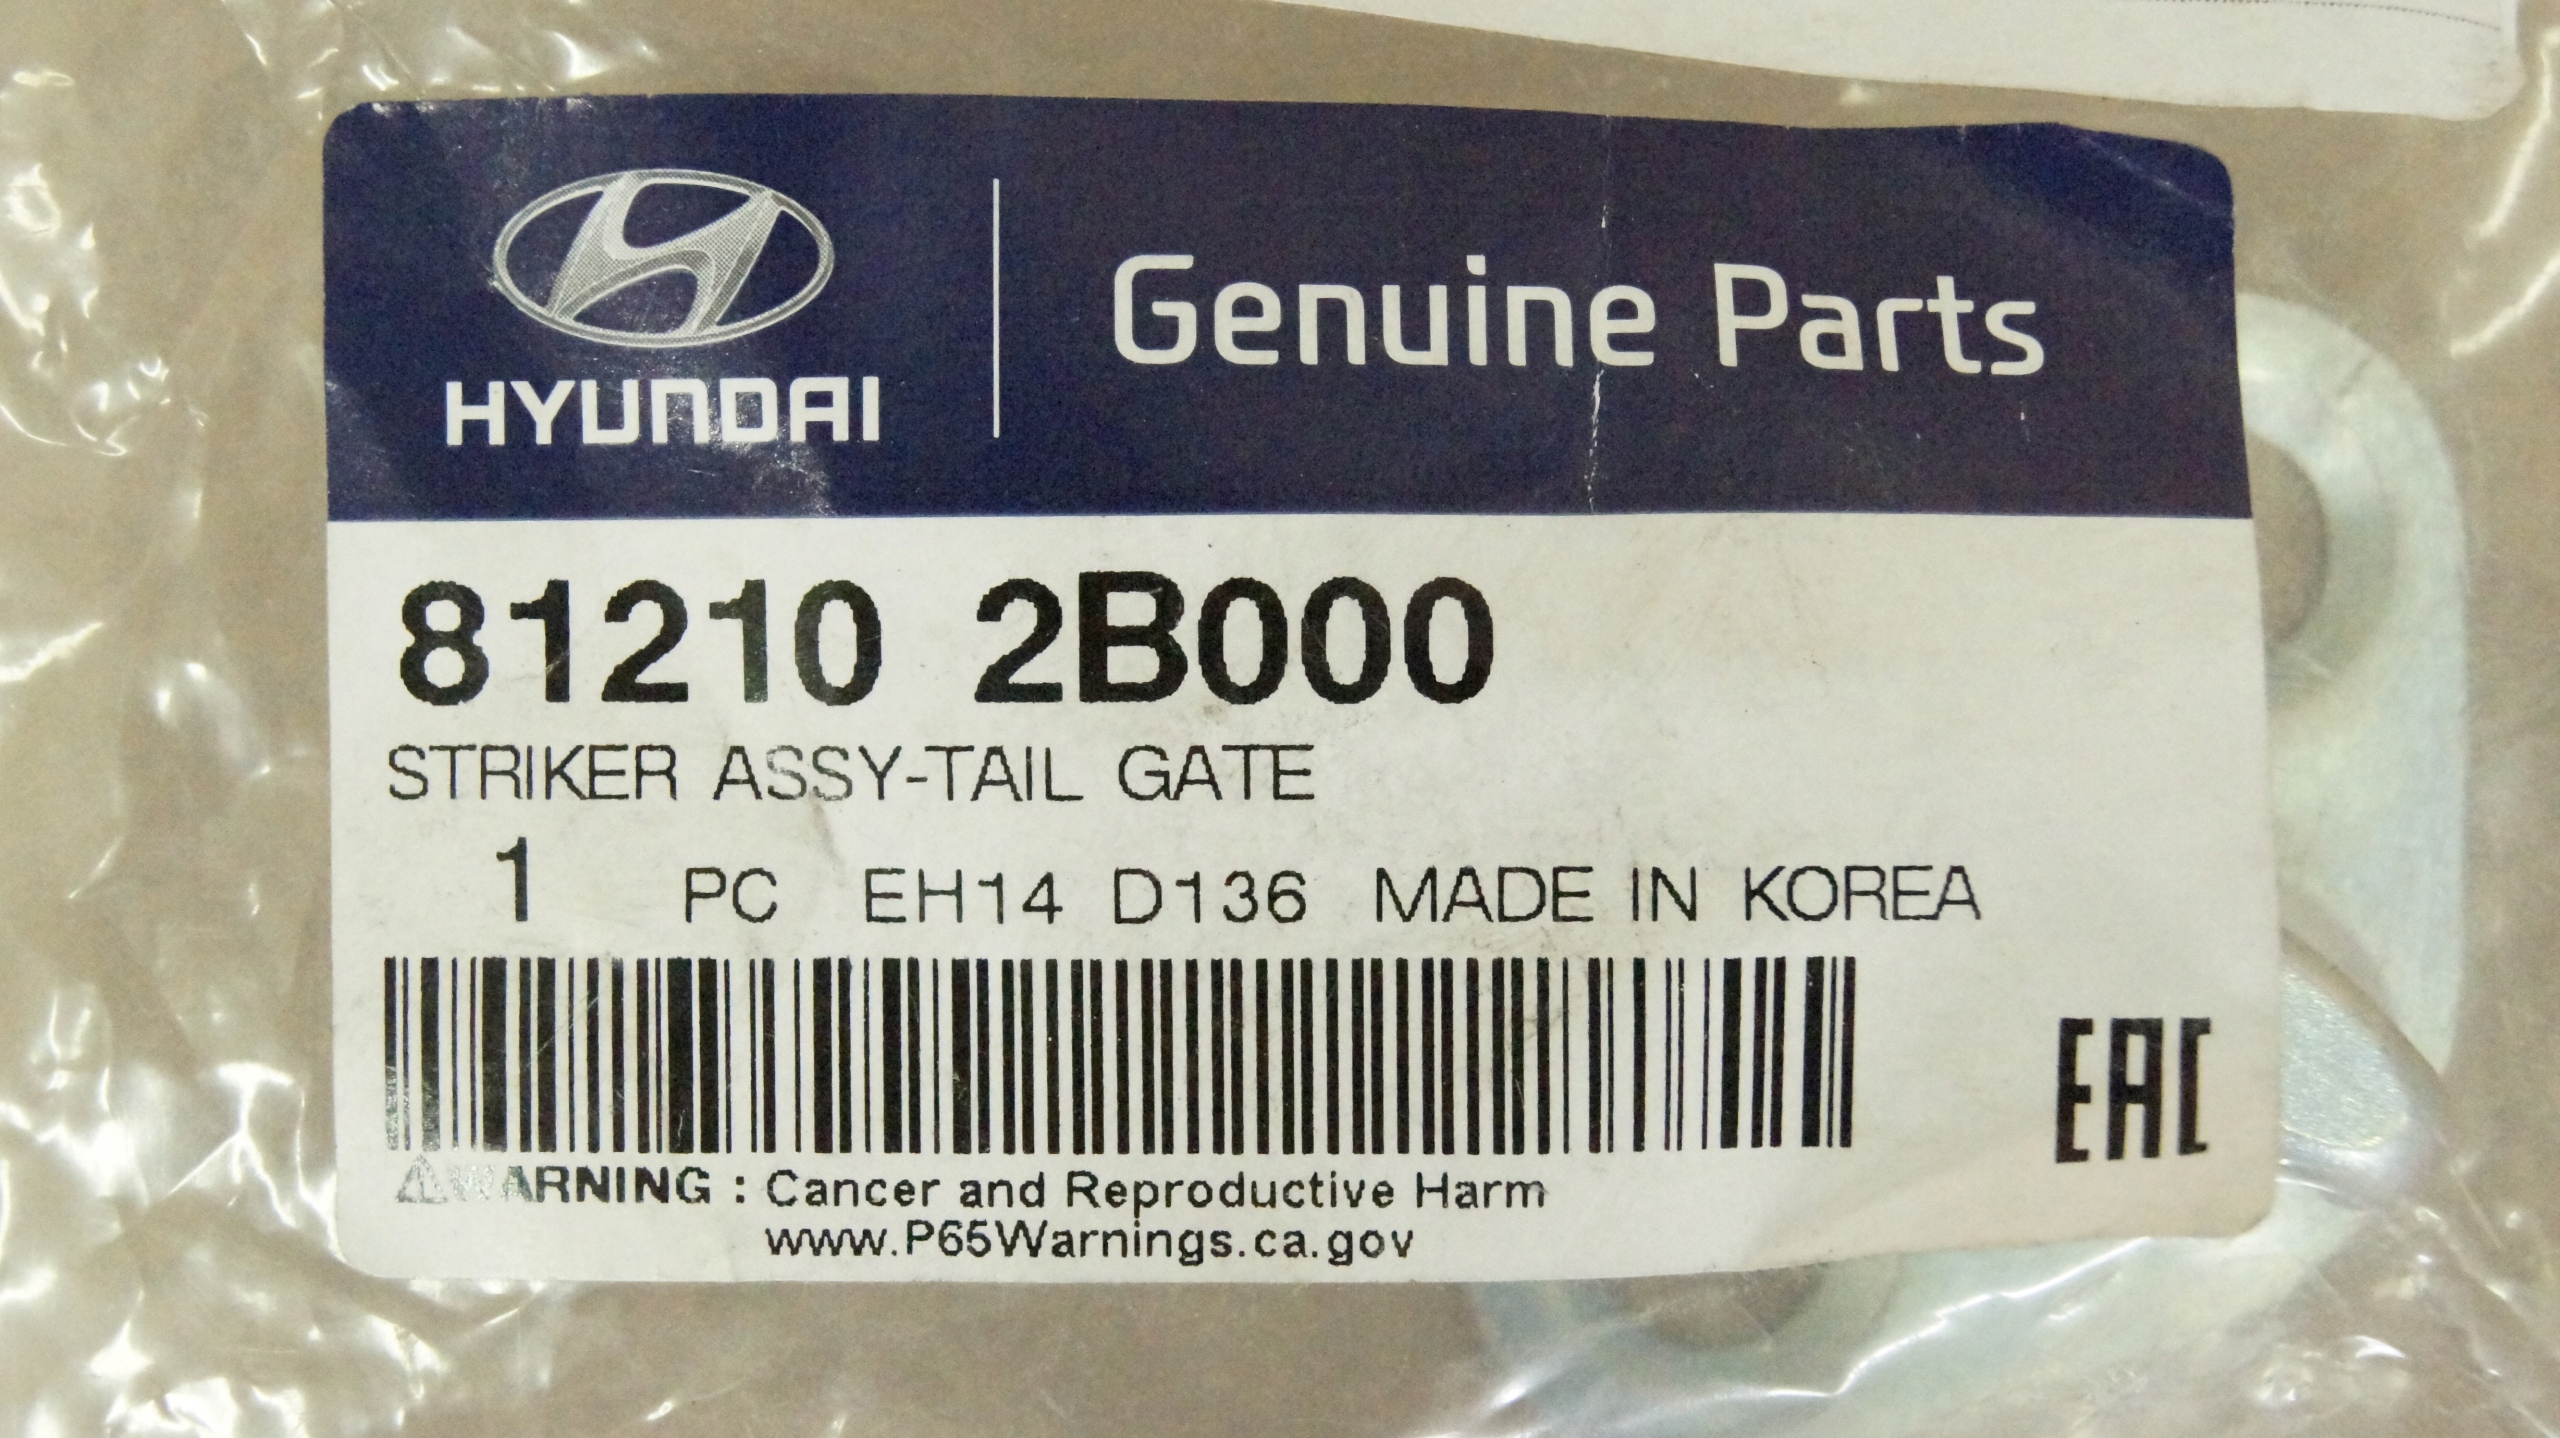 HYUNDAI
Genuine Parts
81210 2B000
STRIKER ASSY-TAIL GATE
1 PC EH14 D136 MADE IN KOREA
EAC
⚠WARNING : Cancer and Reproductive Harm
www.P65Warnings.ca.gov